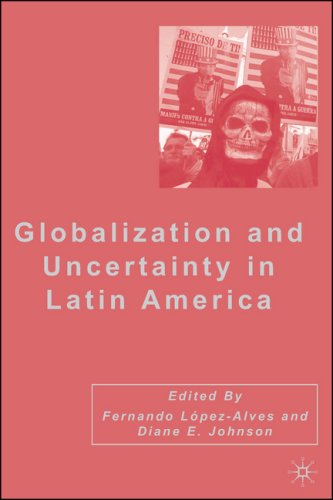 PRECISO DE TI
CONTRA A GUERRA
Globalization and
Uncertainty in
Latin America
Edited By
Fernando López-Alves and
Diane E. Johnson